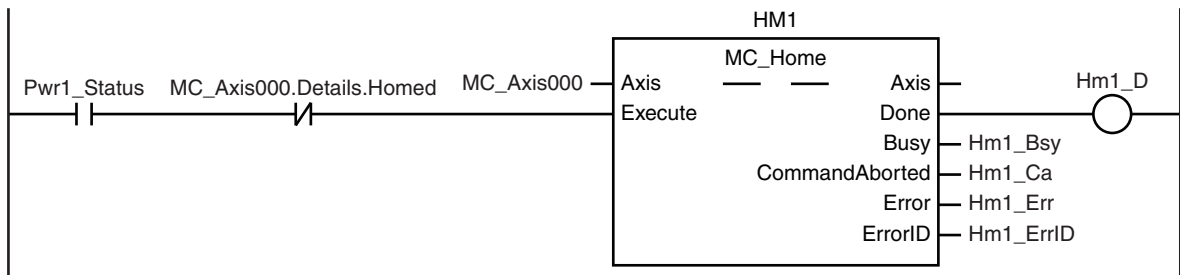 HM1
MC_Home
Pwr1_Status MC_Axis000.Details.Homed MC_Axis000 Axis Axis Hm1_D
Execute Done
Busy Hm1_Bsy
CommandAborted Hm1_Ca
Error Hm1_Err
ErrorID Hm1_ErrID